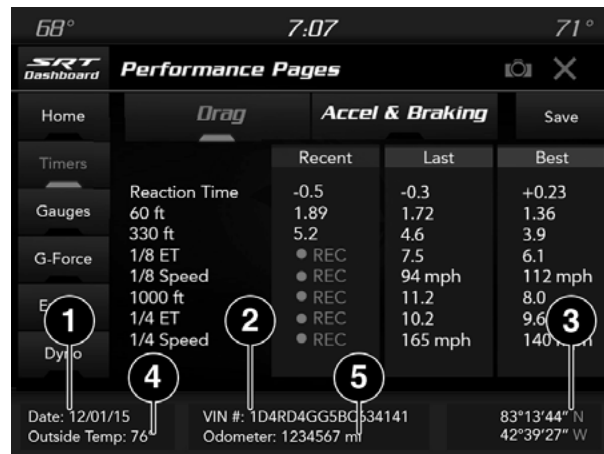 68° 7:07 71°
SRT Dashboard Performance Pages
Home Drag Accel & Braking Save
Timers Recent Last Best
Reaction Time -0.5 -0.3 +0.23
Gauges 60 ft 1.89 1.72 1.36
330 ft 5.2 4.6 3.9
G-Force 1/8 ET REC 7.5 6.1
1/8 Speed REC 94 mph 112 mph
1000 ft REC 11.2 8.0
1/4 ET REC 10.2 9.6
Dyno 1/4 Speed REC 165 mph 140
1 2 3
4 5
Date: 12/01/15 VIN #: 1D4RD4GG5BC634141 83°13'44" N
Outside Temp: 76° Odometer: 1234567 mi 42°39'27" W